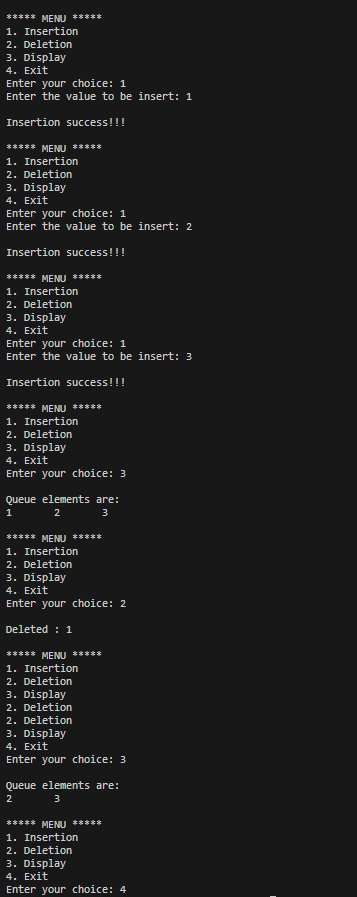 ***** MENU *****
1. Insertion
2. Deletion
3. Display
4. Exit
Enter your choice: 1
Enter the value to be insert: 1
Insertion success!!!
***** MENU *****
1. Insertion
2. Deletion
3. Display
4. Exit
Enter your choice: 1
Enter the value to be insert: 2
Insertion success!!!
***** MENU *****
1. Insertion
2. Deletion
3. Display
4. Exit
Enter your choice: 1
Enter the value to be insert: 3
Insertion success!!!
***** MENU *****
1. Insertion
2. Deletion
3. Display
4. Exit
Enter your choice: 3
Queue elements are:
1 2 3
***** MENU *****
1. Insertion
2. Deletion
3. Display
4. Exit
Enter your choice: 2
Deleted : 1
***** MENU *****
1. Insertion
2. Deletion
3. Display
2. Deletion
2. Deletion
3. Display
4. Exit
Enter your choice: 3
Queue elements are:
2 3
***** MENU *****
1. Insertion
2. Deletion
3. Display
4. Exit
Enter your choice: 4